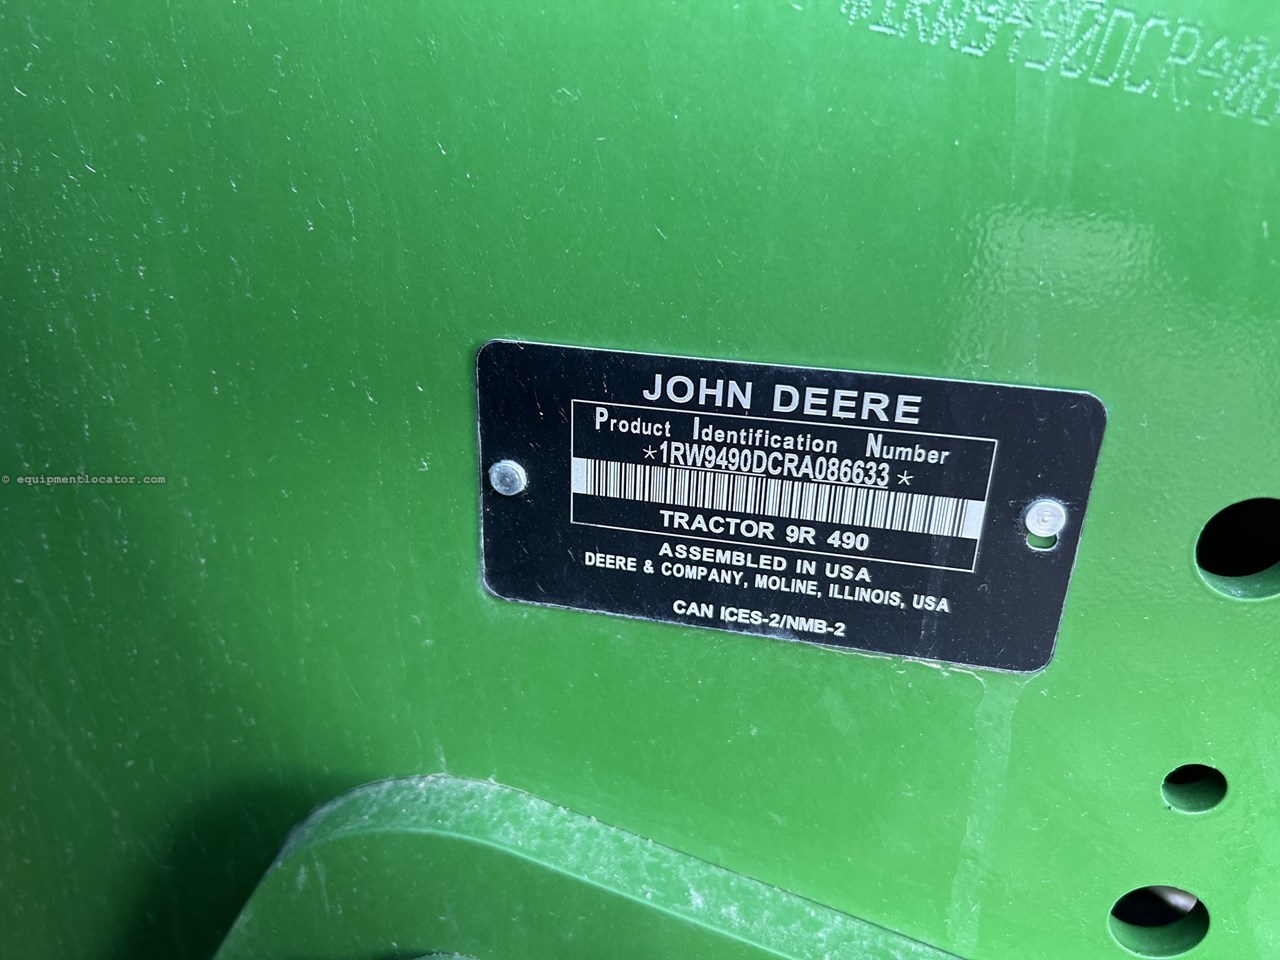 *1RW9490DCRA08
JOHN DEERE
Product Identification Number
*1RW9490DCRA086633*
TRACTOR 9R 490
ASSEMBLED IN USA
DEERE & COMPANY, MOLINE, ILLINOIS, USA
CAN ICES-2/NMB-2
© equipmentlocator.com